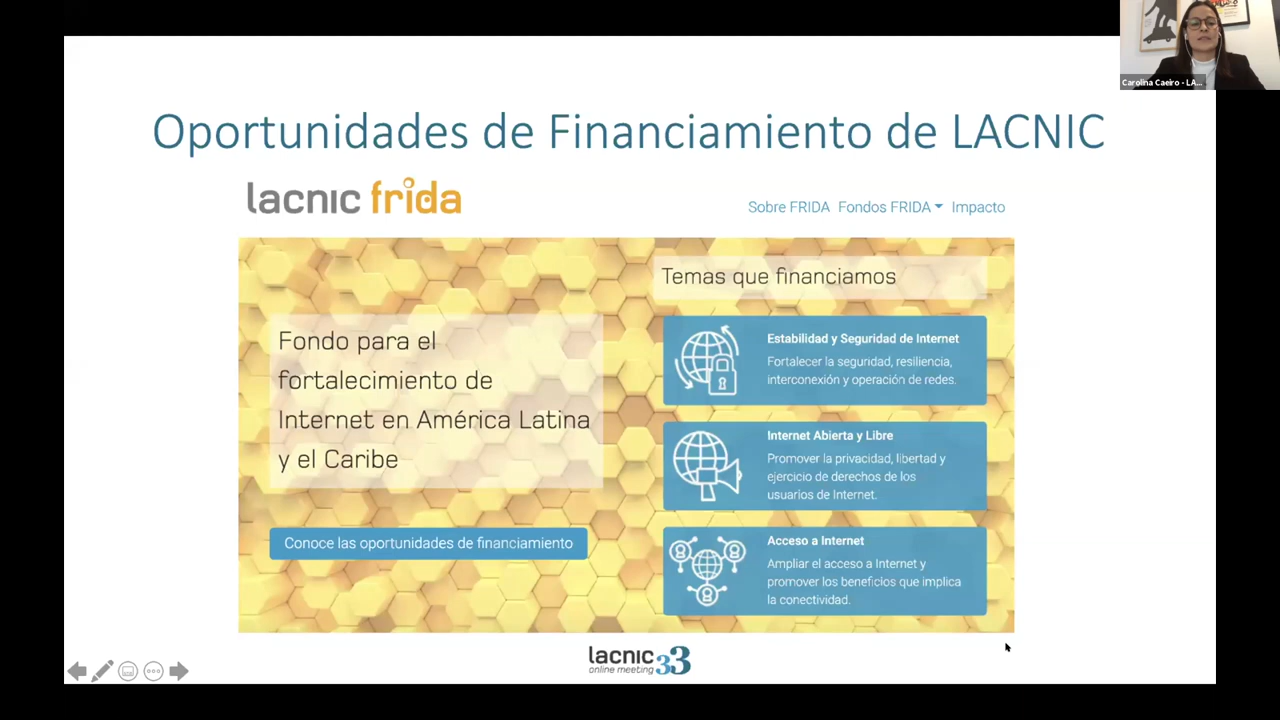 Carolina Caeiro - LA...
Oportunidades de Financiamiento de LACNIC
lacnic frida
Sobre FRIDA Fondos FRIDA Impacto
Temas que financiamos
Fondo para el
fortalecimiento de
Internet en América Latina
y el Caribe
Conoce las oportunidades de financiamiento
Estabilidad y Seguridad de Internet
Fortalecer la seguridad, resiliencia,
interconexión y operación de redes.
Internet Abierta y Libre
Promover la privacidad, libertad y
ejercicio de derechos de los
usuarios de Internet.
Acceso a Internet
Ampliar el acceso a Internet y
promover los beneficios que implica
la conectividad.
lacnic 33
online meeting